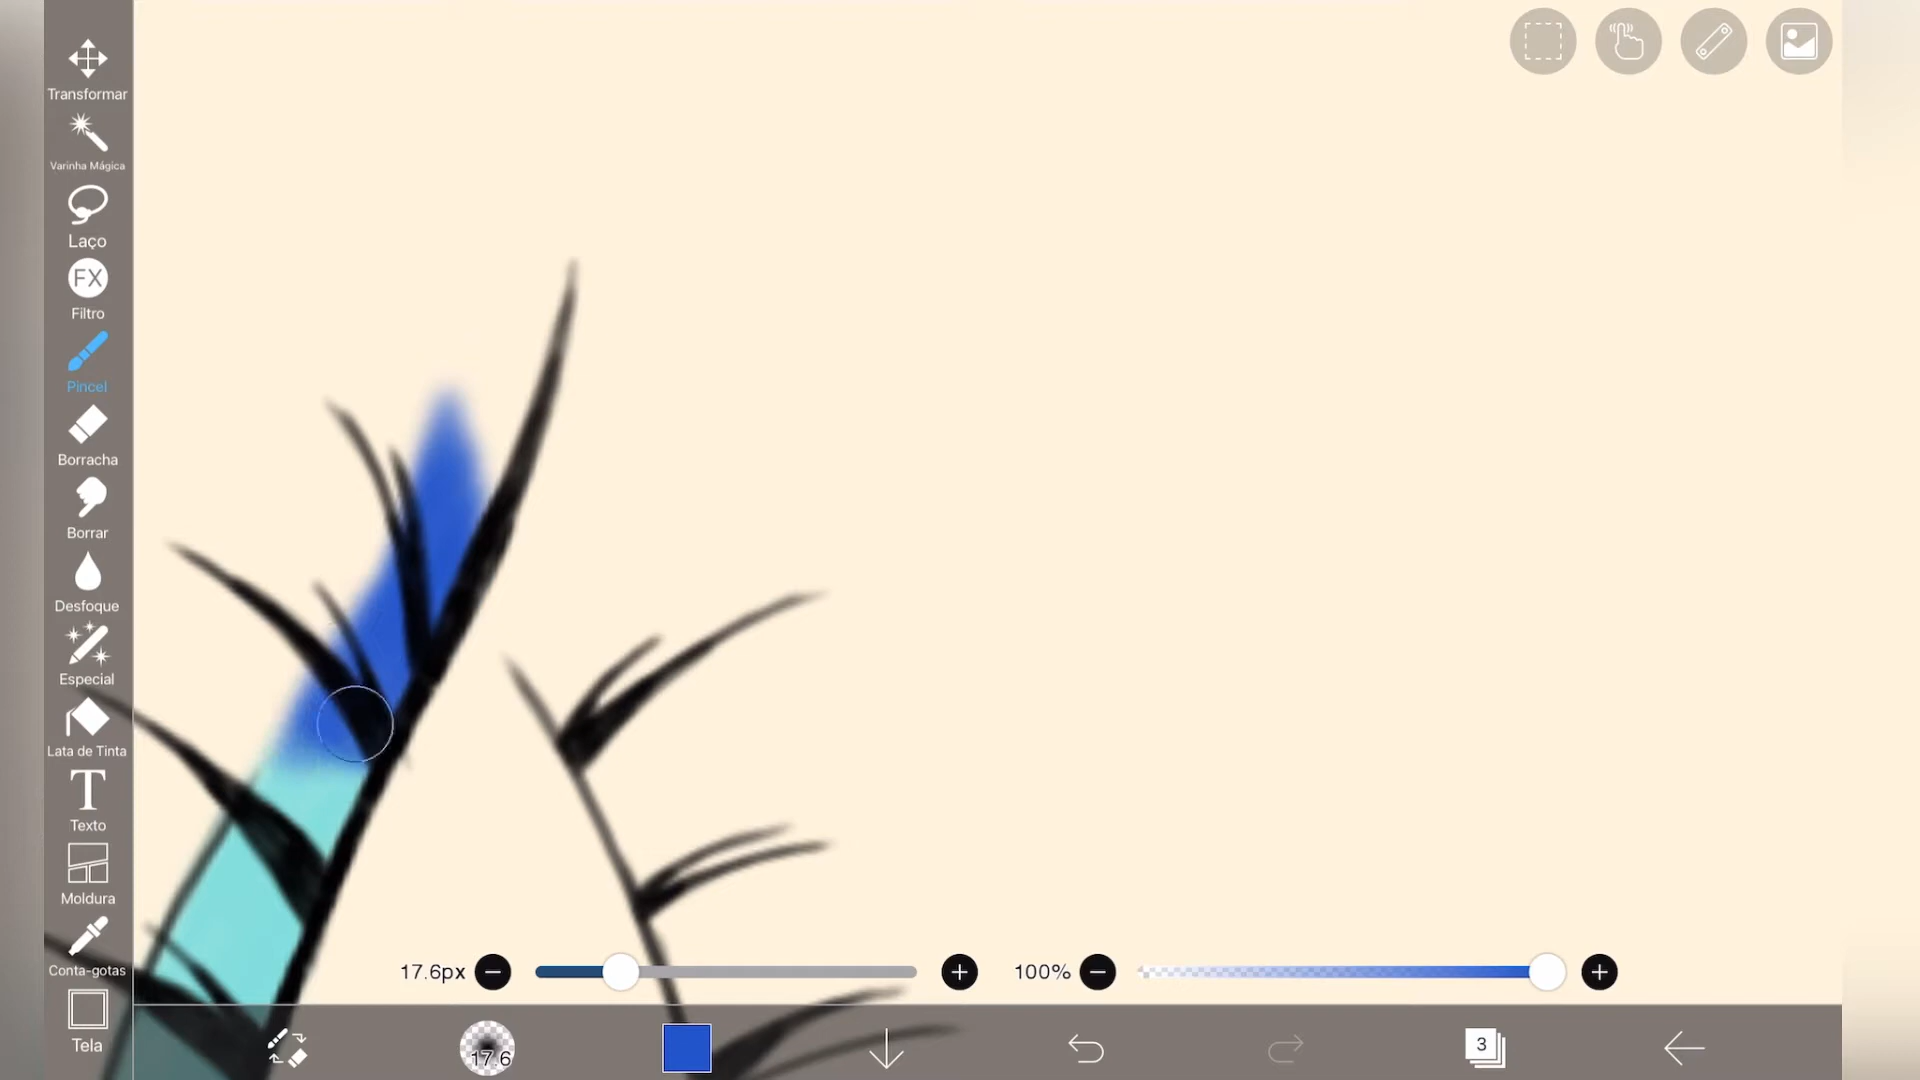 Transformar
Varinha Mágica
Laço
FX
Filtro
Pincel
Borracha
Borrar
Desfoque
Especial
Lata de Tinta
T
Texto
Moldura
Conta-gotas
Tela
17.6px
100%
17.6
3